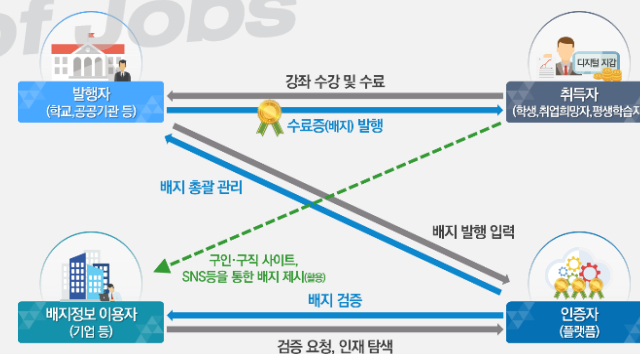 of Jobs
디지털 지갑
발행자
(학교,공공기관 등)
강좌 수강 및 수료
수료증(배지) 발행
취득자
(학생,취업희망자,평생학습자
배지 총괄 관리
배지 발행 입력
구인·구직 사이트,
SNS등을 통한 배지 제시(활용)
배지정보 이용자
(기업 등)
배지 검증
검증 요청, 인재 탐색
인증자
(플랫폼)